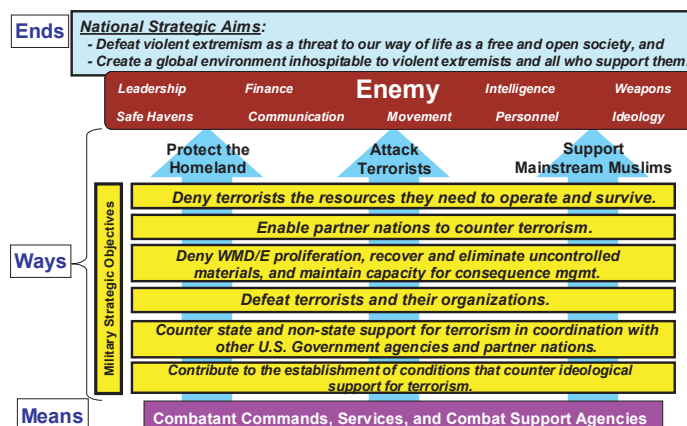 Ends
National Strategic Aims:
- Defeat violent extremism as a threat to our way of life as a free and open society, and
- Create a global environment inhospitable to violent extremists and all who support them.
Leadership Finance Enemy Intelligence Weapons
Safe Havens Communication Movement Personnel Ideology
Protect the
Homeland
Attack
Terrorists
Support
Mainstream Muslims
Ways
Military Strategic Objectives
Deny terrorists the resources they need to operate and survive.
Enable partner nations to counter terrorism.
Deny WMD/E proliferation, recover and eliminate uncontrolled
materials, and maintain capacity for consequence mgmt.
Defeat terrorists and their organizations.
Counter state and non-state support for terrorism in coordination with
other U.S. Government agencies and partner nations.
Contribute to the establishment of conditions that counter ideological
support for terrorism.
Means
Combatant Commands, Services, and Combat Support Agencies